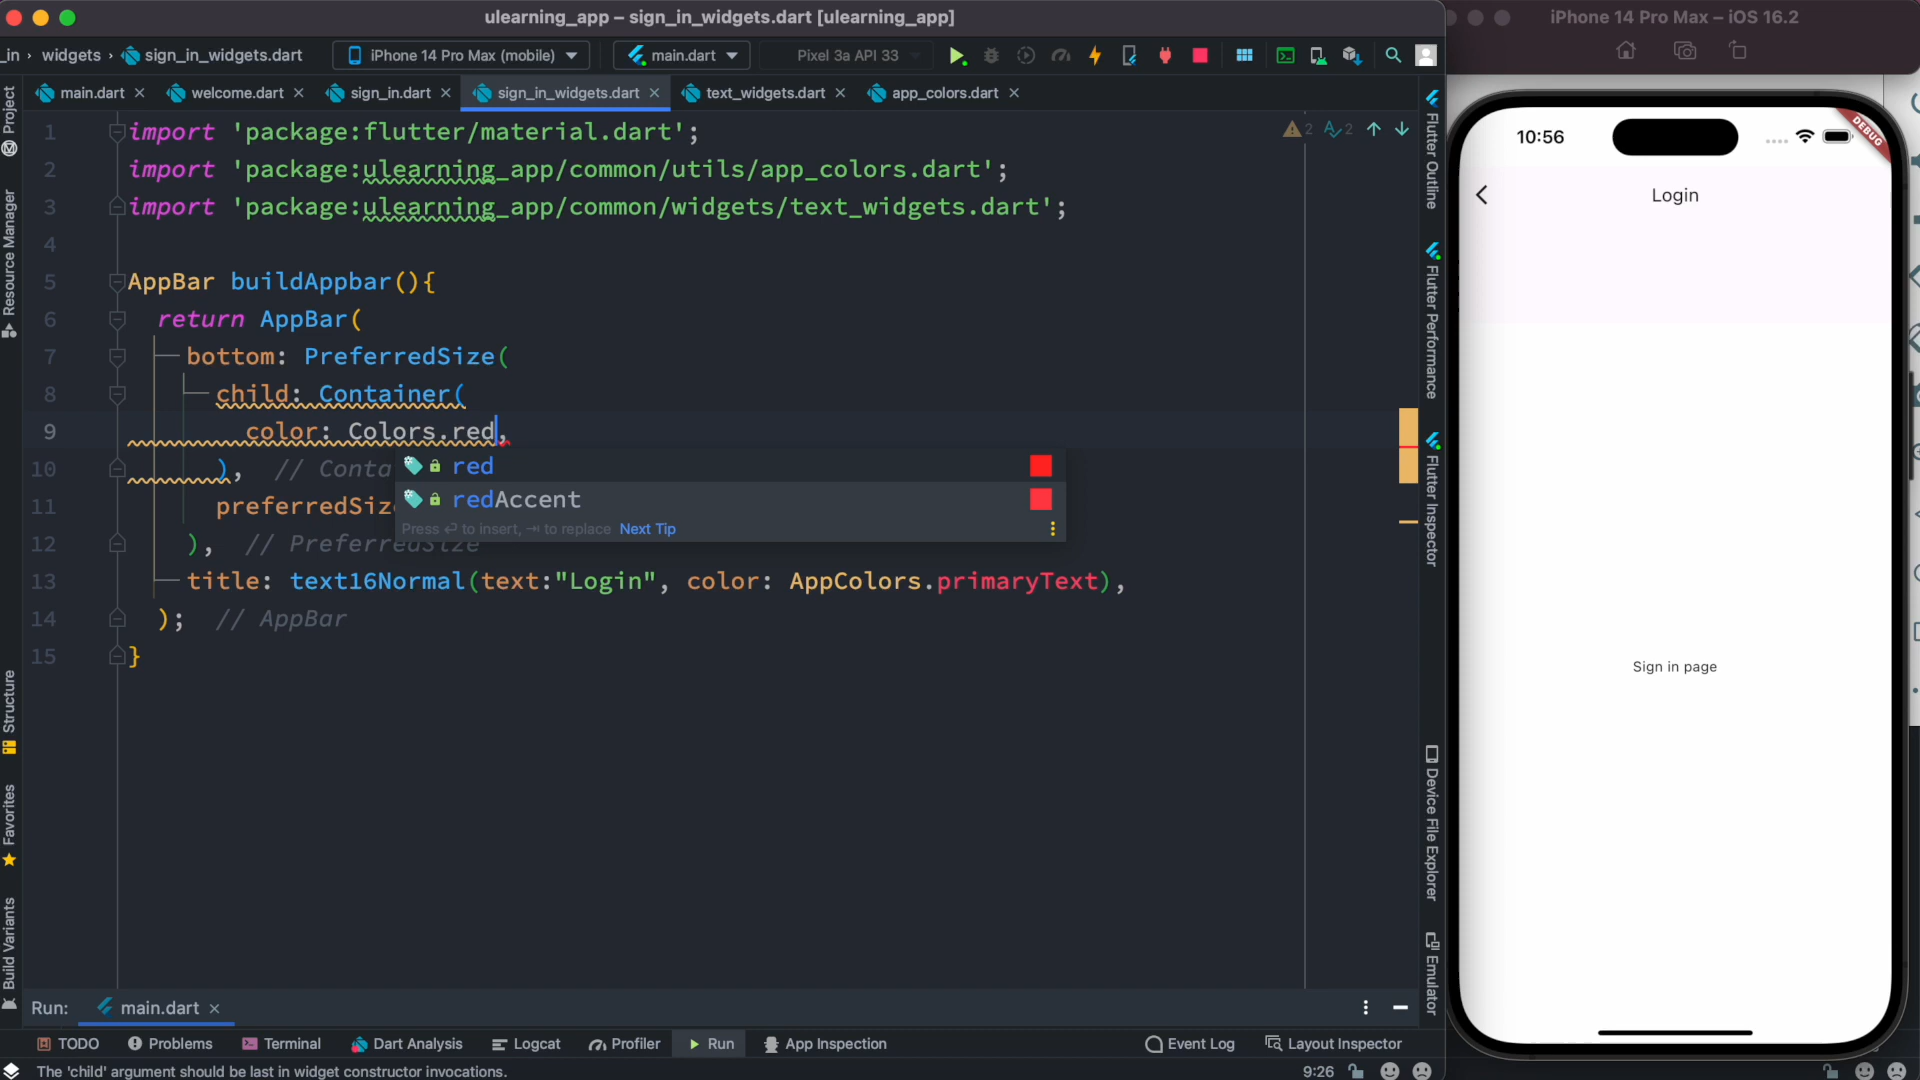 ulearning_app – sign_in_widgets.dart [ulearning_app]
iPhone 14 Pro Max – iOS 16.2
_in › widgets › sign_in_widgets.dart
iPhone 14 Pro Max (mobile)
main.dart
Pixel 3a API 33
main.dart
welcome.dart
sign_in.dart
sign_in_widgets.dart
text_widgets.dart
app_colors.dart
Project
Resource Manager
Structure
Favorites
Build Variants
1 import 'package:flutter/material.dart';
2 import 'package:ulearning_app/common/utils/app_colors.dart';
3 import 'package:ulearning_app/common/widgets/text_widgets.dart';
4
5 AppBar buildAppbar(){
6 return AppBar(
7 bottom: PreferredSize(
8 child: Container(
9 color: Colors.red,
10 ), // Conta
11 preferredSiz
12 ), // PreferredSize
13 title: text16Normal(text:"Login", color: AppColors.primaryText),
14 ); // AppBar
15 }
2
2
red
redAccent
Press ⏎ to insert, ⇥ to replace Next Tip
Flutter Outline
Flutter Performance
Flutter Inspector
Device File Explorer
Emulator
10:56
DEBUG
Login
Sign in page
Run: main.dart
TODO
Problems
Terminal
Dart Analysis
Logcat
Profiler
Run
App Inspection
Event Log
Layout Inspector
The 'child' argument should be last in widget constructor invocations.
9:26